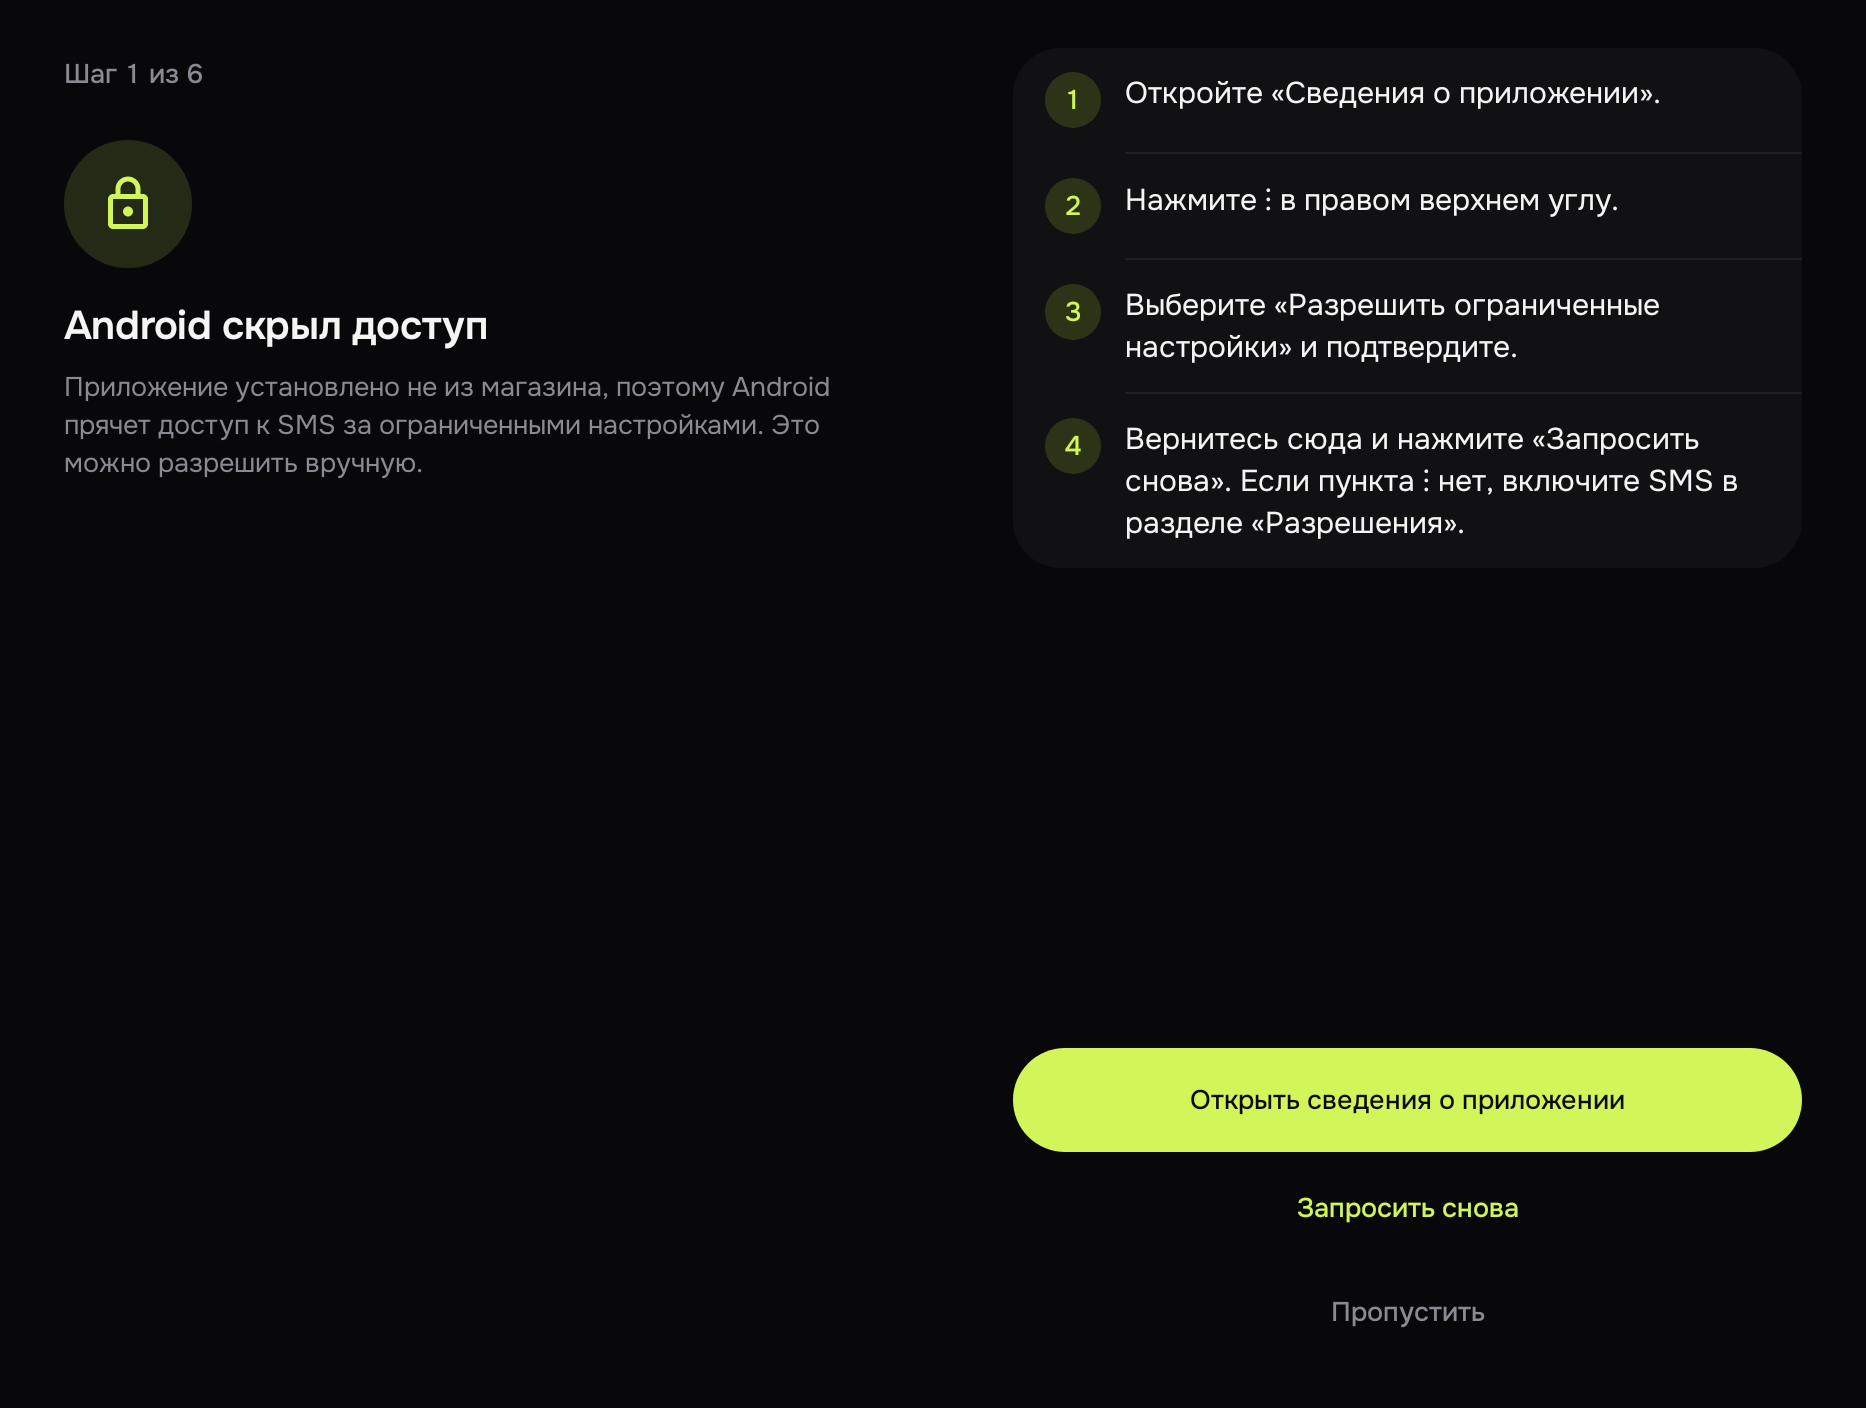 Шаг 1 из 6
Android скрыл доступ
Приложение установлено не из магазина, поэтому Android
прячет доступ к SMS за ограниченными настройками. Это
можно разрешить вручную.
1 Откройте «Сведения о приложении».
2 Нажмите ⋮ в правом верхнем углу.
3 Выберите «Разрешить ограниченные
настройки» и подтвердите.
4 Вернитесь сюда и нажмите «Запросить
снова». Если пункта ⋮ нет, включите SMS в
разделе «Разрешения».
Открыть сведения о приложении
Запросить снова
Пропустить